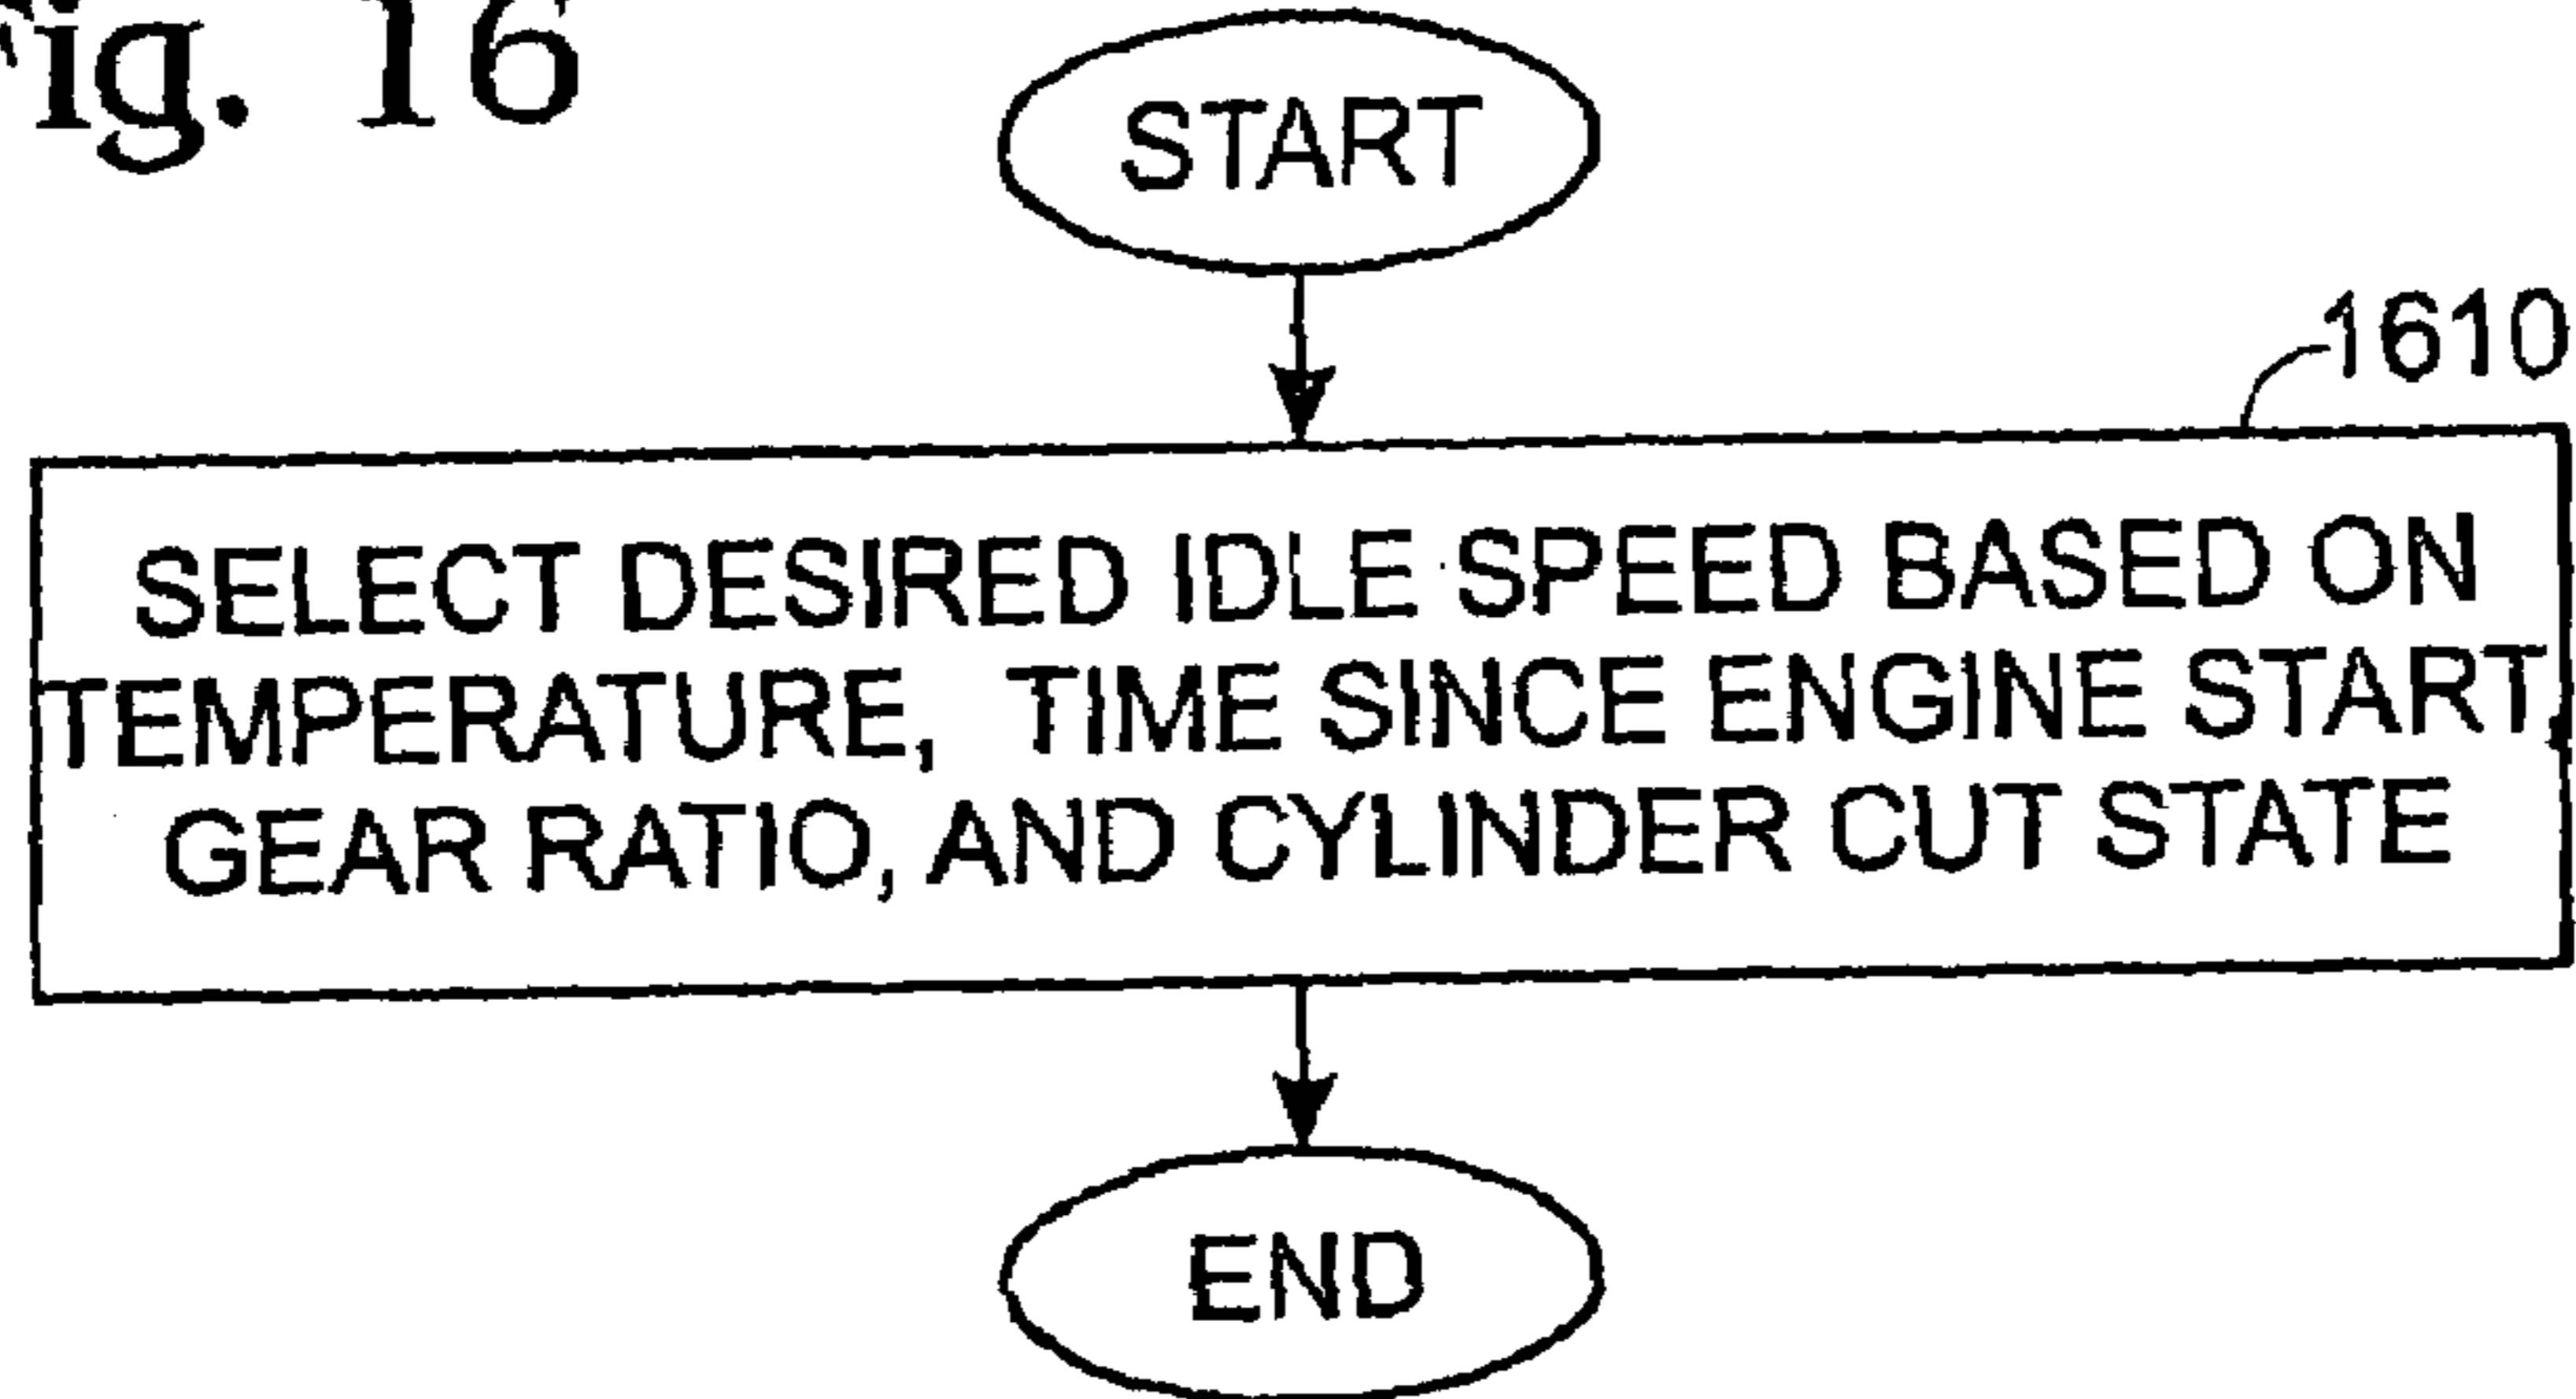 Fig. 16
START
1610
SELECT DESIRED IDLE SPEED BASED ON
TEMPERATURE, TIME SINCE ENGINE START,
GEAR RATIO, AND CYLINDER CUT STATE
END